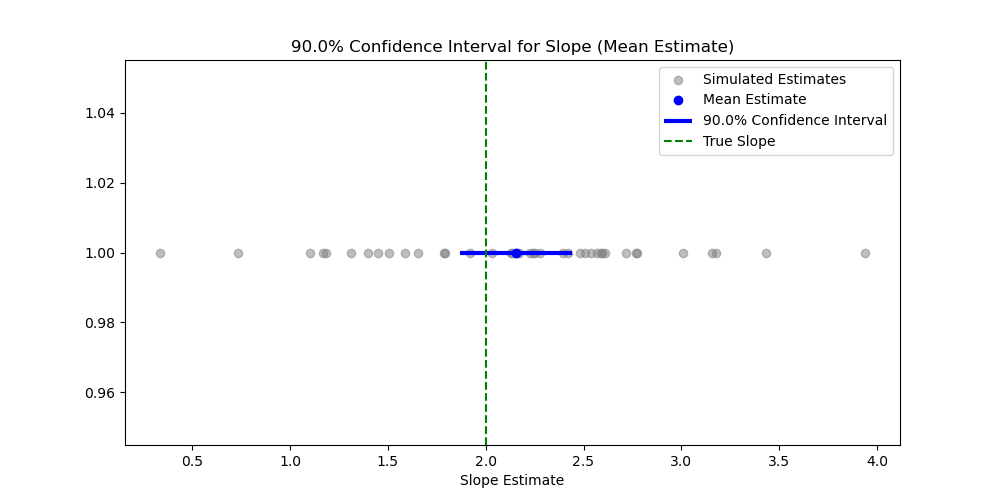 90.0% Confidence Interval for Slope (Mean Estimate)
Simulated Estimates
Mean Estimate
90.0% Confidence Interval
True Slope
1.04
1.02
1.00
0.98
0.96
0.5 1.0 1.5 2.0 2.5 3.0 3.5 4.0
Slope Estimate